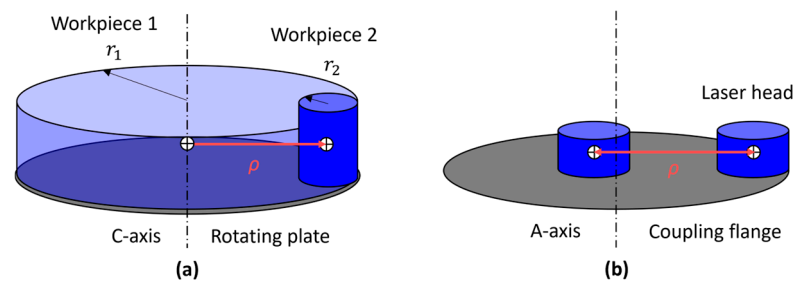 Workpiece 1
r₁
Workpiece 2
r₂
ρ
C-axis
Rotating plate
(a)
Laser head
ρ
A-axis
Coupling flange
(b)